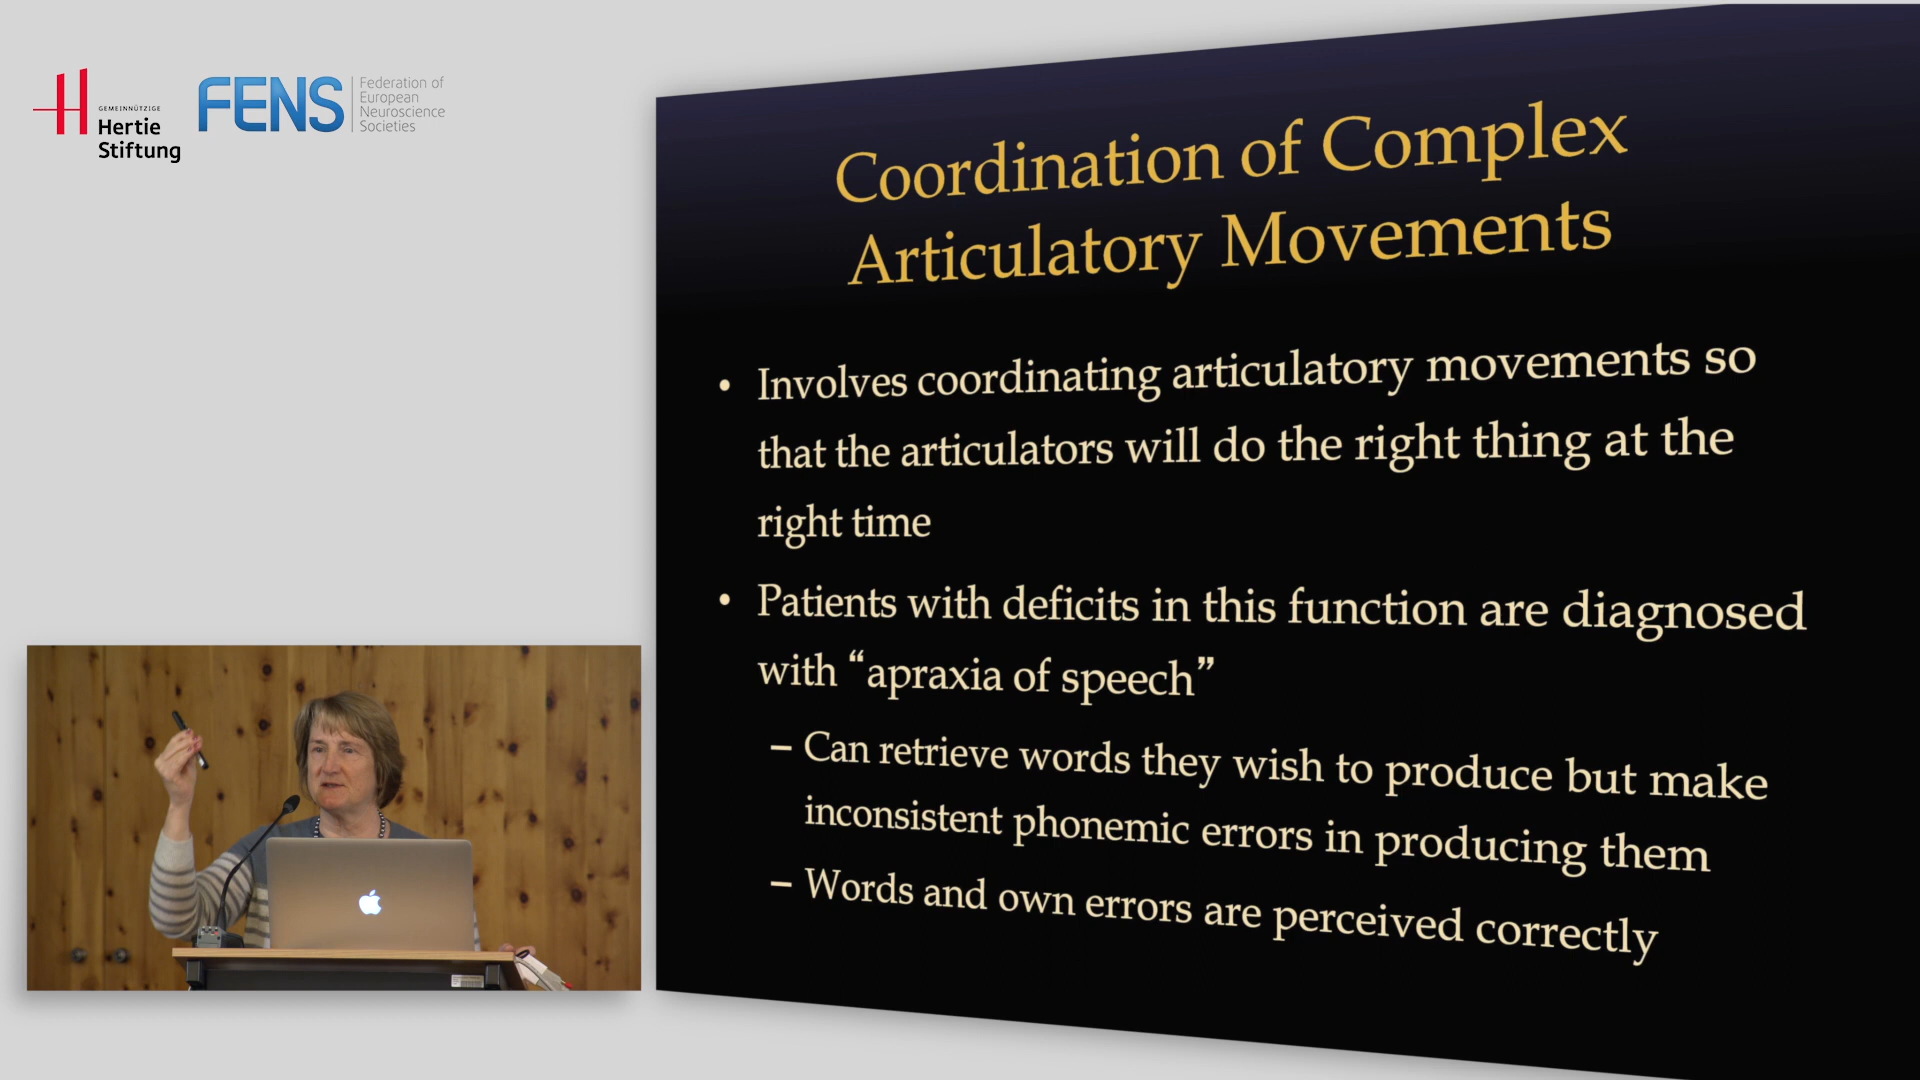 GEMEINNÜTZIGE
Hertie
Stiftung
FENS
Federation of
European
Neuroscience
Societies
Coordination of Complex
Articulatory Movements
• Involves coordinating articulatory movements so
that the articulators will do the right thing at the
right time
• Patients with deficits in this function are diagnosed
with “apraxia of speech”
– Can retrieve words they wish to produce but make
inconsistent phonemic errors in producing them
– Words and own errors are perceived correctly